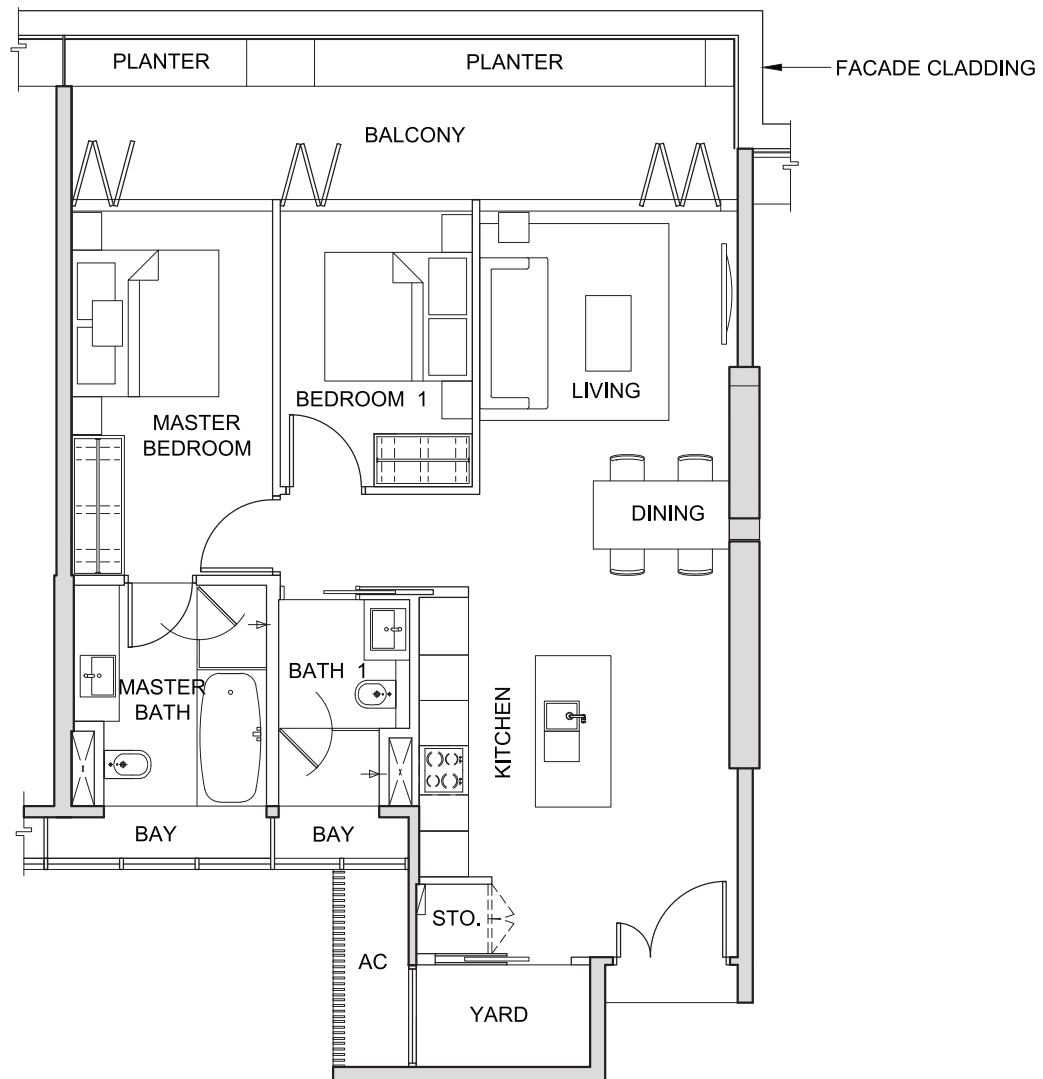 PLANTER
PLANTER
FACADE CLADDING
BALCONY
LIVING
BEDROOM 1
MASTER
BEDROOM
DINING
BATH 1
MASTER
BATH
KITCHEN
BAY
BAY
STO.
AC
YARD